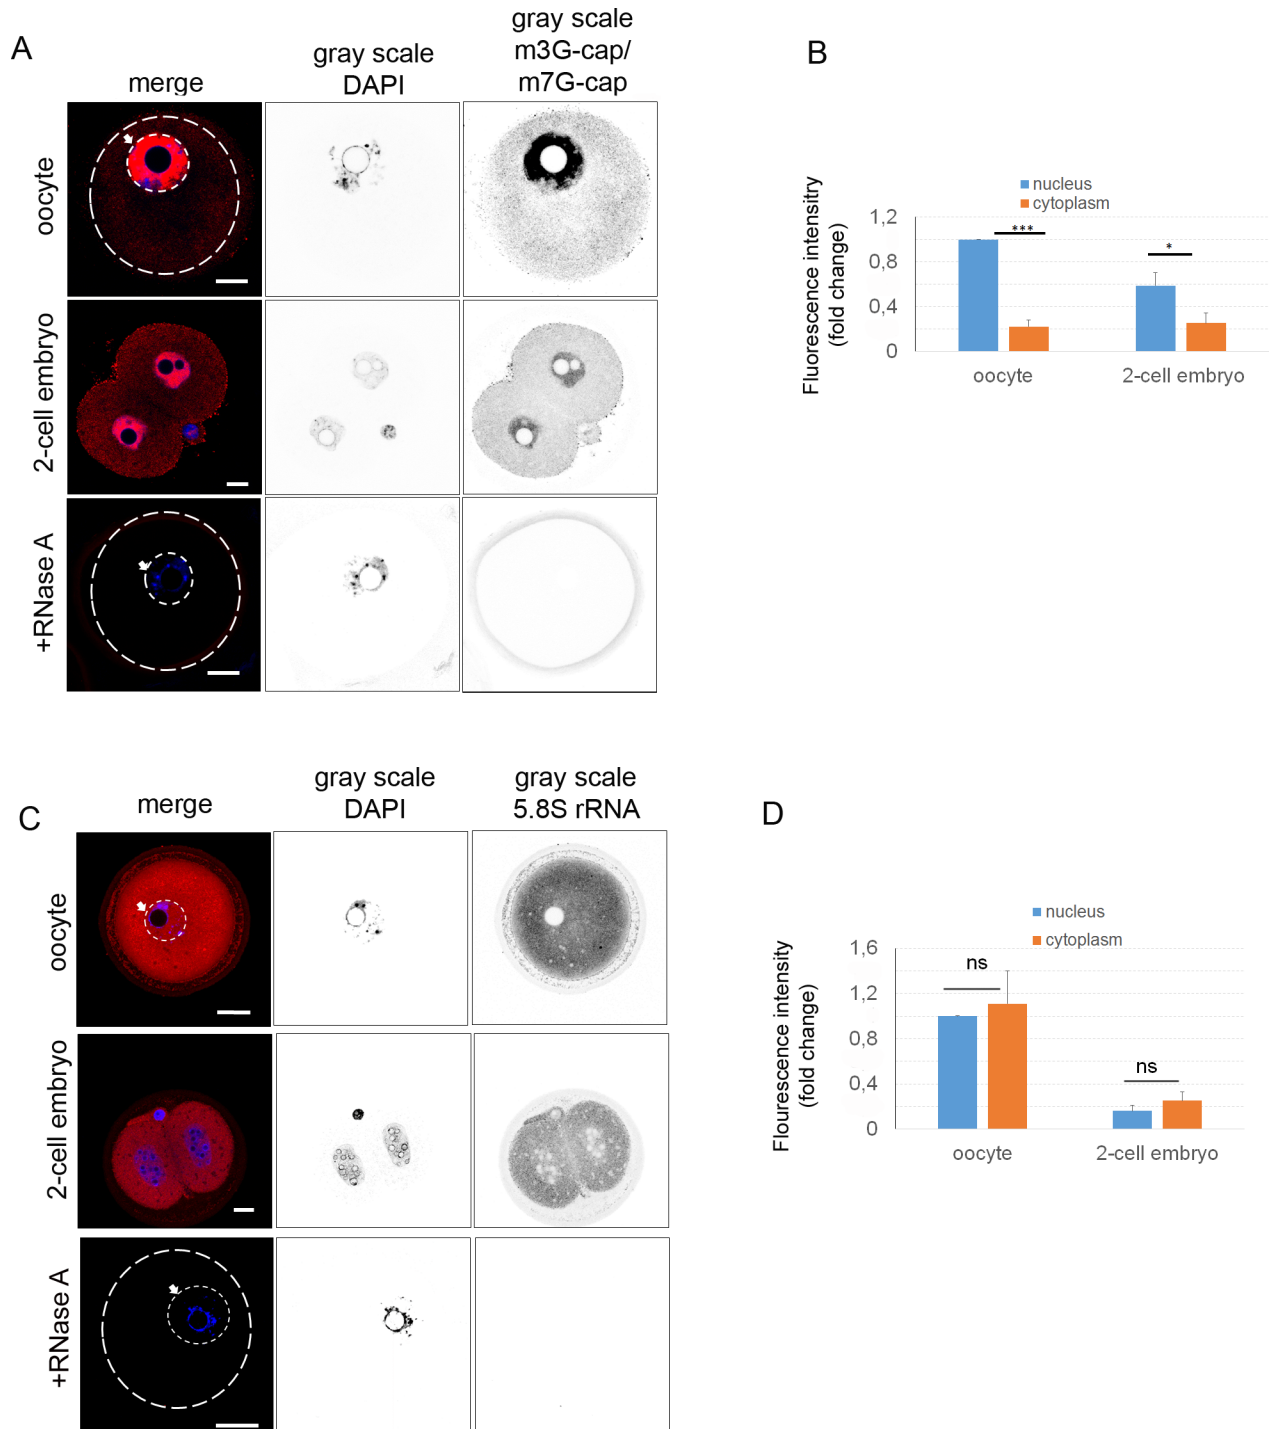 A
merge
gray scale
DAPI
gray scale
m3G-cap/
m7G-cap
oocyte
2-cell embryo
+RNase A
B
nucleus
cytoplasm
Fluorescence intensitry
(fold change)
1,2
0,8
0,4
0
***
*
oocyte
2-cell embryo
C
merge
gray scale
DAPI
gray scale
5.8S rRNA
oocyte
2-cell embryo
+RNase A
D
nucleus
cytoplasm
Flourescence intensity
(fold change)
1,6
1,2
0,8
0,4
0
ns
ns
oocyte
2-cell embryo